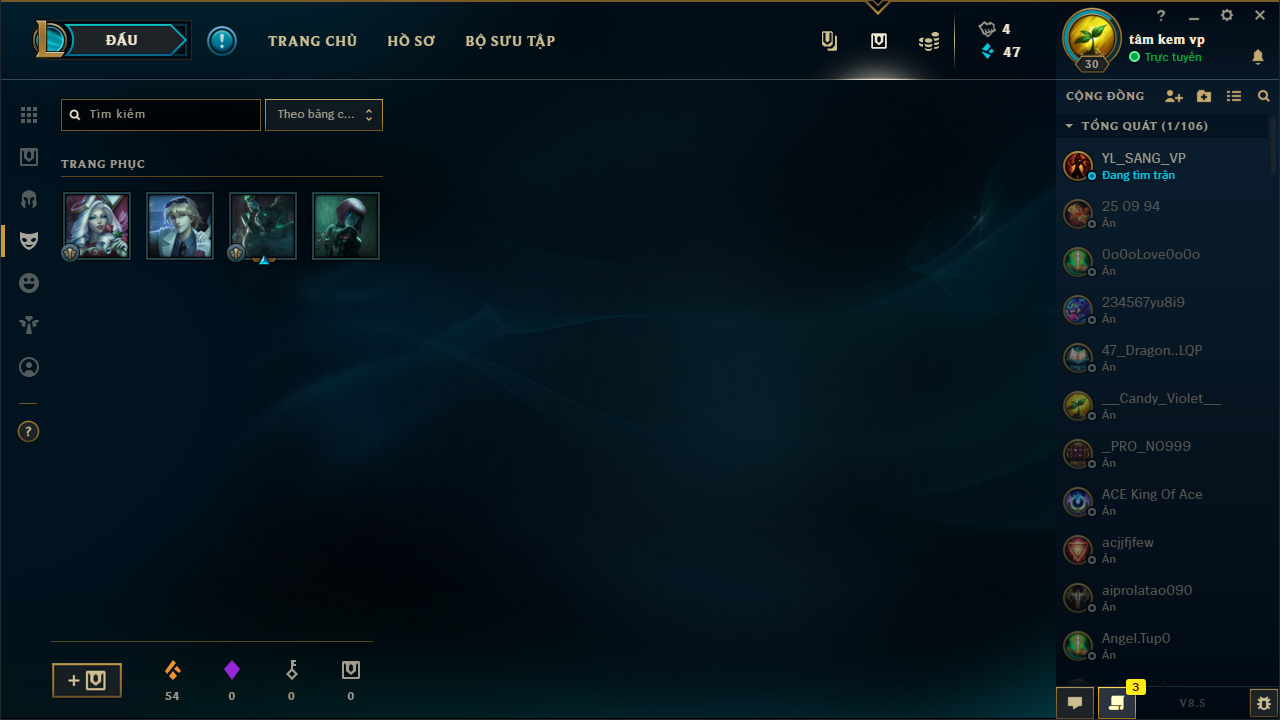 ĐẤU
!
TRANG CHỦ
HỒ SƠ
BỘ SƯU TẬP
4
47
?
30
tâm kem vp
Trực tuyến
Tìm kiếm
Theo bảng c...
TRANG PHỤC
?
+
54
0
0
0
CỘNG ĐỒNG
TỔNG QUÁT (1/106)
YL_SANG_VP
Đang tìm trận
25 09 94
Ẩn
0o0oLove0o0o
Ẩn
234567yu8i9
Ẩn
47_Dragon..LQP
Ẩn
__Candy_Violet__
Ẩn
_PRO_NO999
Ẩn
ACE King Of Ace
Ẩn
acjjfjfew
Ẩn
aiprolatao090
Ẩn
Angel.Tup0
Ẩn
3
V8.5